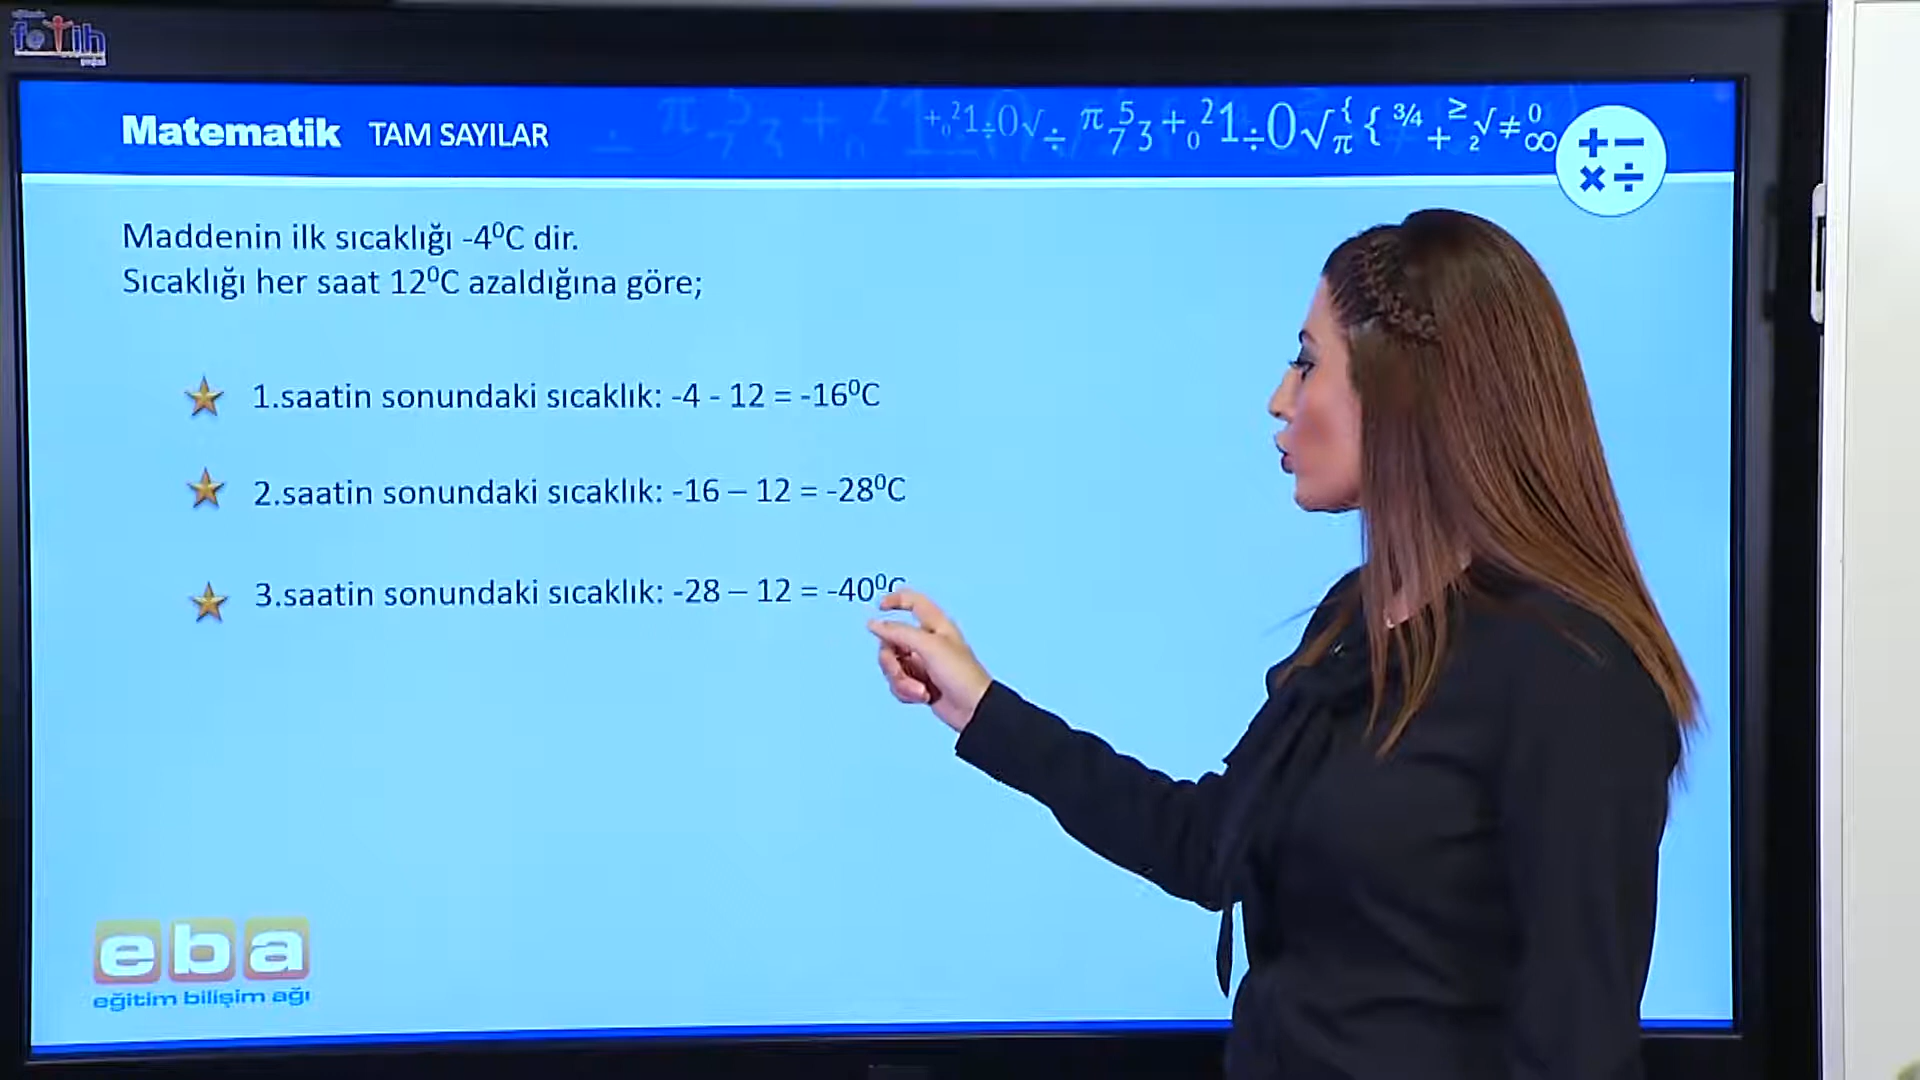 fatih
Matematik TAM SAYILAR
Maddenin ilk sıcaklığı -4⁰C dir.
Sıcaklığı her saat 12⁰C azaldığına göre;
1.saatin sonundaki sıcaklık: -4 - 12 = -16⁰C
2.saatin sonundaki sıcaklık: -16 – 12 = -28⁰C
3.saatin sonundaki sıcaklık: -28 – 12 = -40⁰C
eba
eğitim bilişim ağı